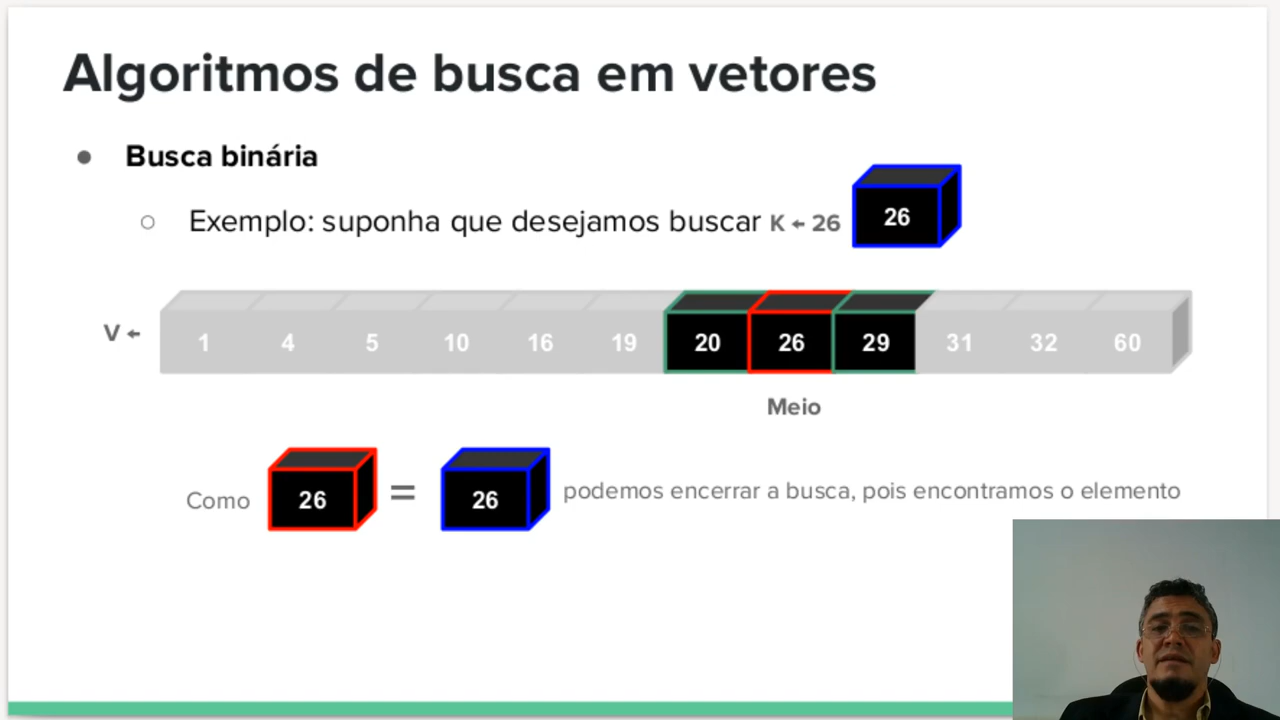 Algoritmos de busca em vetores
● Busca binária
○ Exemplo: suponha que desejamos buscar K ← 26 26
V ← 1 4 5 10 16 19 20 26 29 31 32 60
Meio
Como 26 = 26 podemos encerrar a busca, pois encontramos o elemento